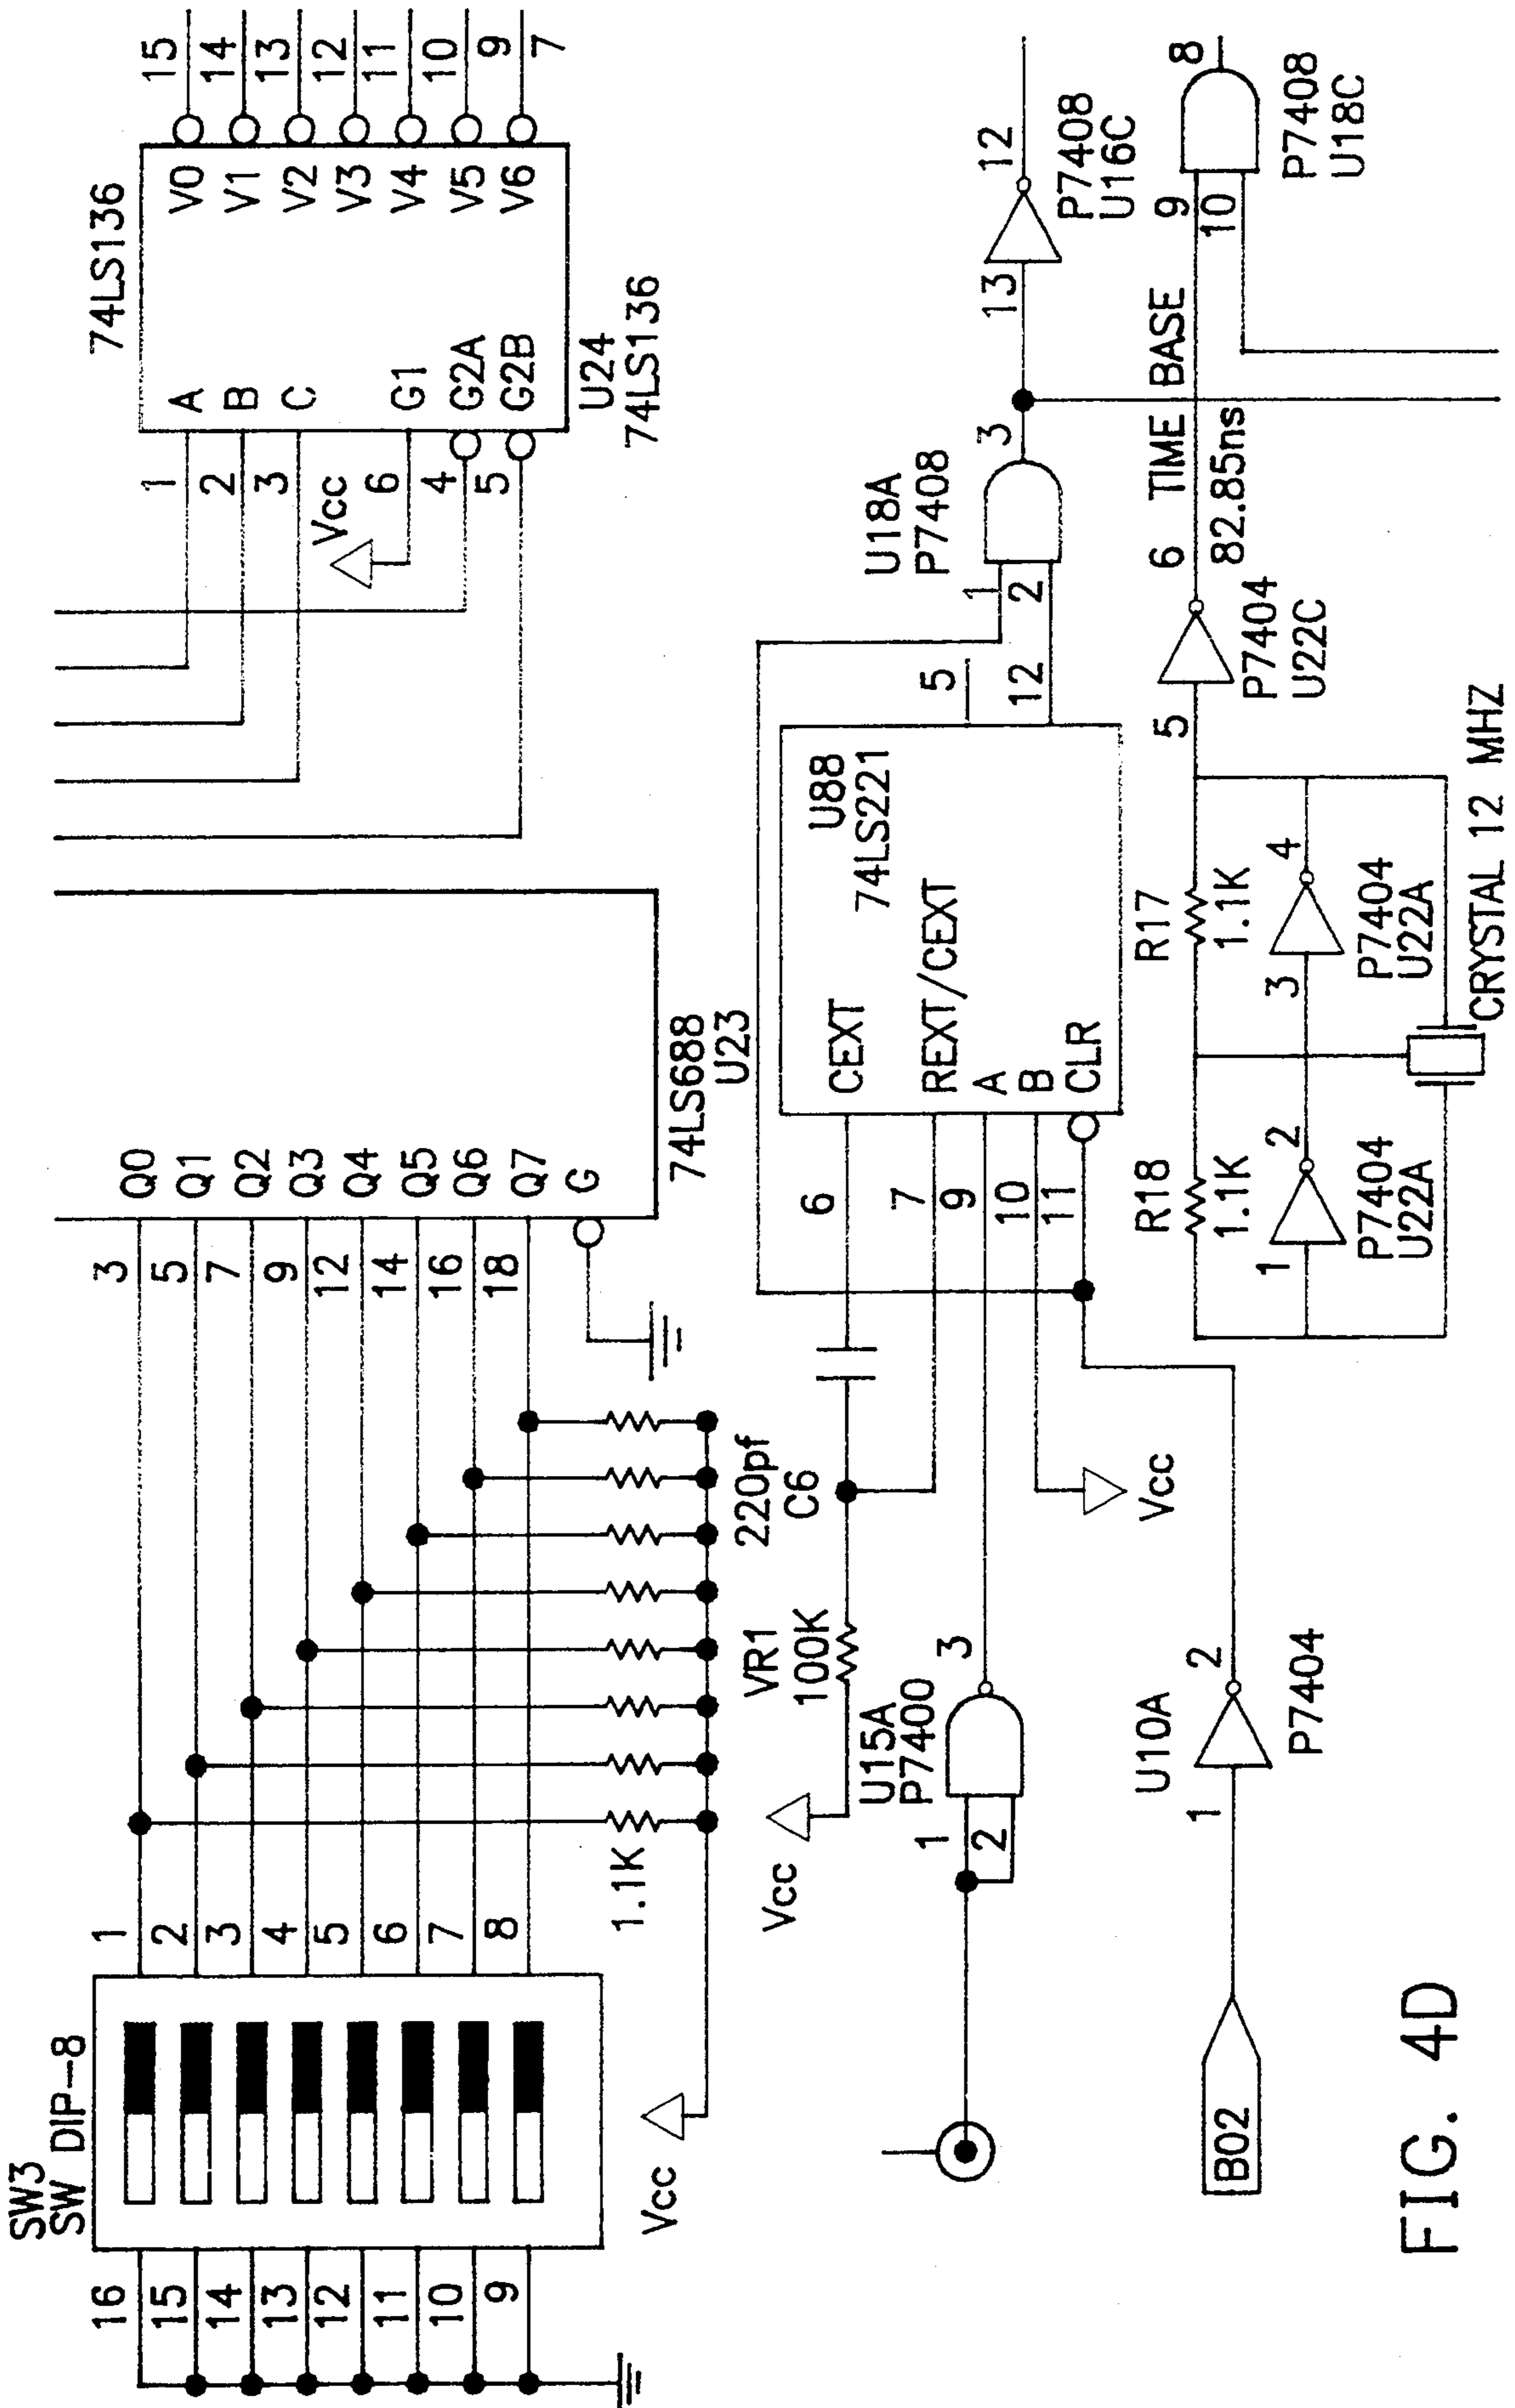 SW3
SW DIP-8
16
15
14
13
12
11
10
9
1
2
3
4
5
6
7
8
Vcc
1.1K
3
5
7
9
12
14
16
18
Q0
Q1
Q2
Q3
Q4
Q5
Q6
Q7
G
74LS688
U23
74LS136
1
2
3
Vcc
6
4
5
A
B
C
G1
G2A
G2B
V0
V1
V2
V3
V4
V5
V6
15
14
13
12
11
10
9
7
U24
74LS136
220pf
C6
VR1
100K
Vcc
U15A
P7400
1
2
3
6
7
9
10
11
Vcc
CEXT
REXT/CEXT
A
B
CLR
U88
74LS221
5
12
U18A
P7408
1
2
3
13
12
P7408
U16C
B02
U10A
1
2
P7404
R18
1.1K
R17
1.1K
1
2
P7404
U22A
3
4
P7404
U22A
CRYSTAL 12 MHZ
5
6
P7404
U22C
TIME BASE
82.85ns
9
10
8
P7408
U18C
FIG. 4D